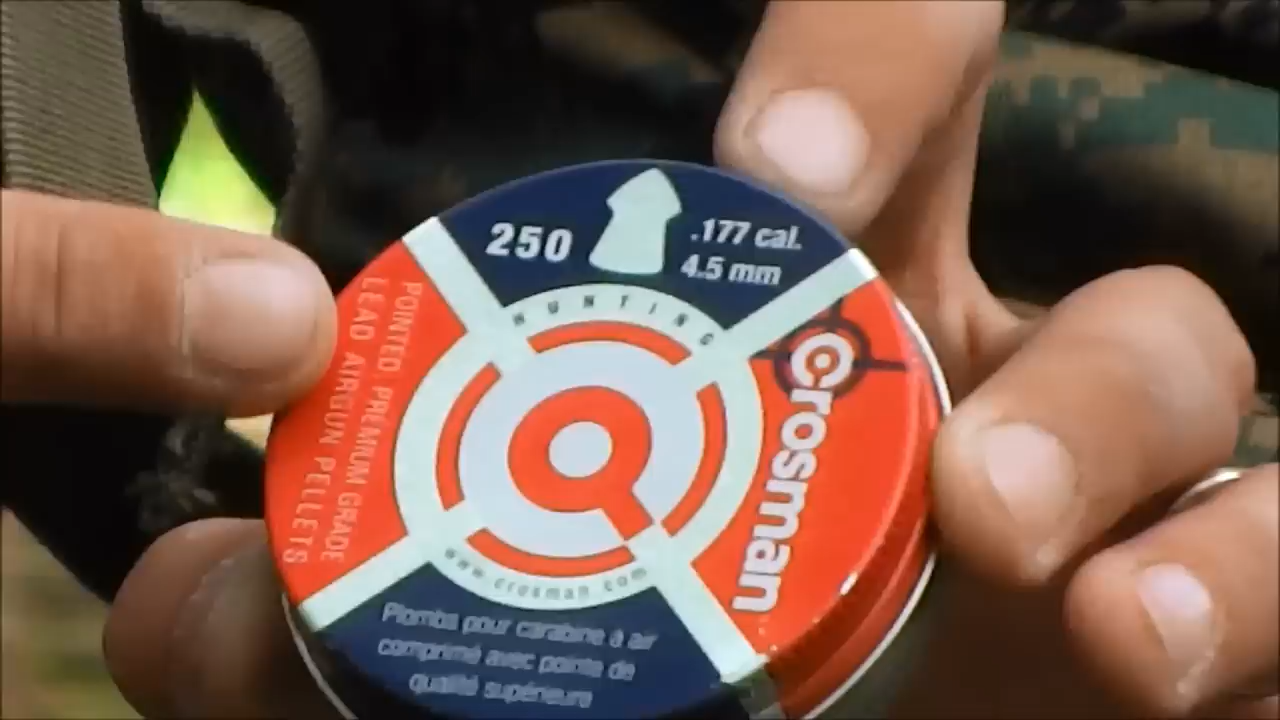 250
.177 cal.
4.5 mm
HUNTING
POINTED PREMIUM GRADE
LEAD AIRGUN PELLETS
Crosman
www.crosman.com
Plombs pour carabine à air
comprimé avec pointe de
qualité supérieure